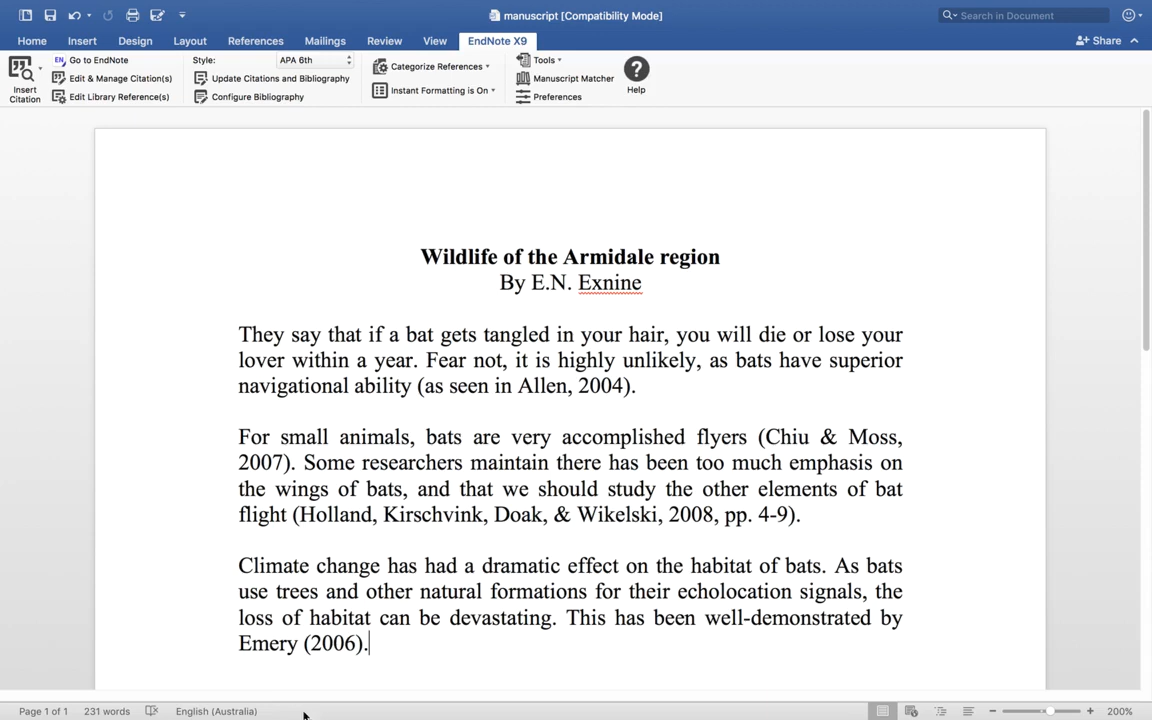 manuscript [Compatibility Mode]
Search in Document
Home Insert Design Layout References Mailings Review View EndNote X9
Share
Insert Citation
EN Go to EndNote
Edit & Manage Citation(s)
Edit Library Reference(s)
Style: APA 6th
Update Citations and Bibliography
Configure Bibliography
Categorize References
Instant Formatting is On
Tools
Manuscript Matcher
Preferences
?
Help
Wildlife of the Armidale region
By E.N. Exnine
They say that if a bat gets tangled in your hair, you will die or lose your
lover within a year. Fear not, it is highly unlikely, as bats have superior
navigational ability (as seen in Allen, 2004).
For small animals, bats are very accomplished flyers (Chiu & Moss,
2007). Some researchers maintain there has been too much emphasis on
the wings of bats, and that we should study the other elements of bat
flight (Holland, Kirschvink, Doak, & Wikelski, 2008, pp. 4-9).
Climate change has had a dramatic effect on the habitat of bats. As bats
use trees and other natural formations for their echolocation signals, the
loss of habitat can be devastating. This has been well-demonstrated by
Emery (2006).
Page 1 of 1 231 words English (Australia) 200%